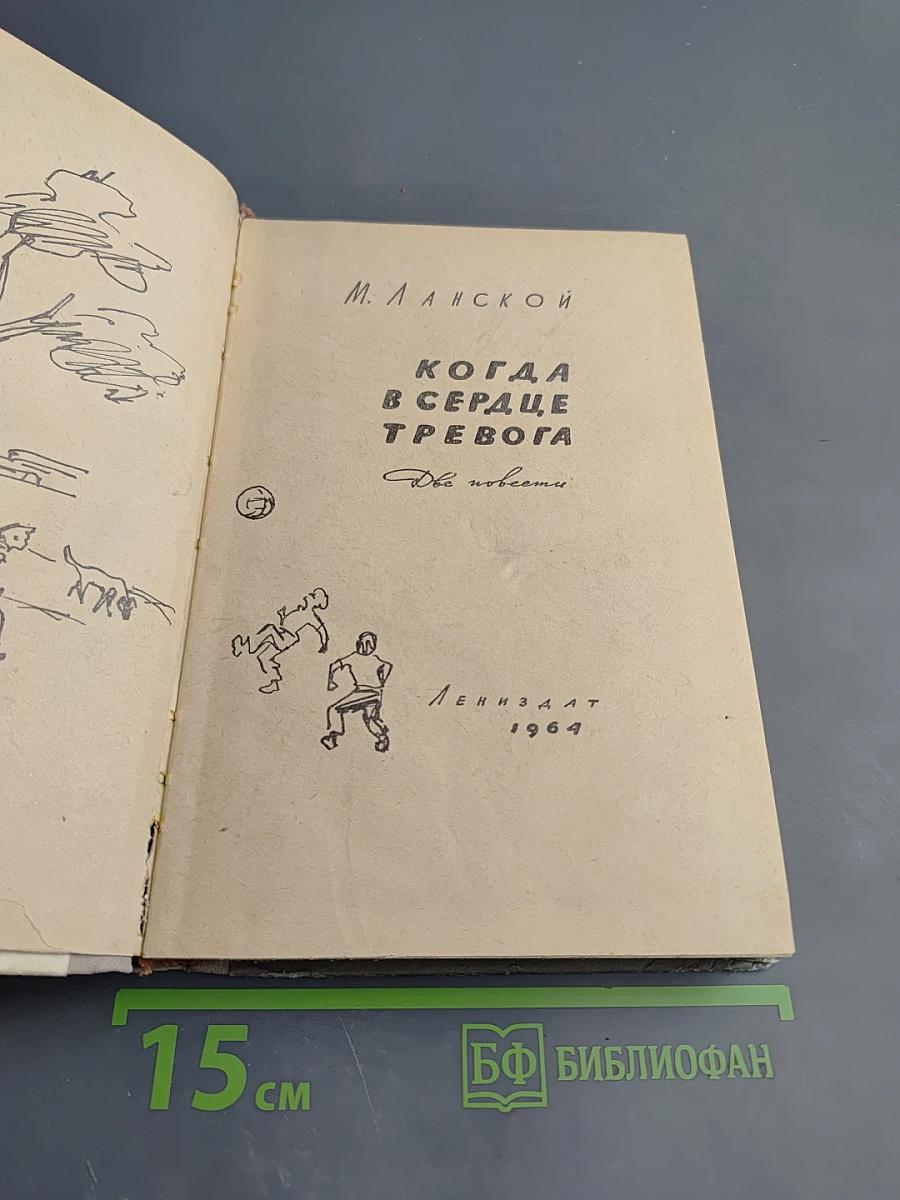 М. ЛАНСКОЙ
КОГДА
В СЕРДЦЕ
ТРЕВОГА
Две повести
ЛЕНИЗДАТ
1964
15 см
БФ БИБЛИОФАН